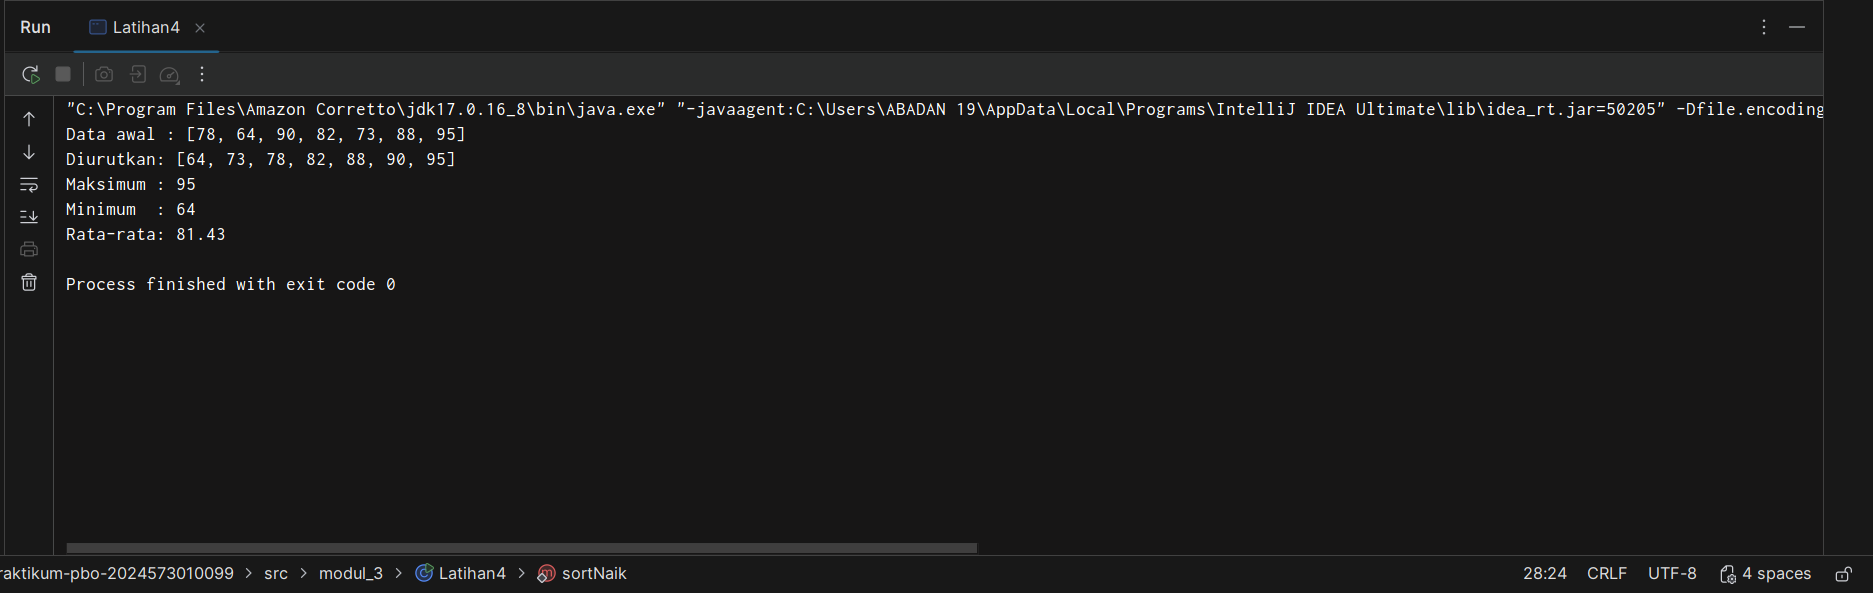 Run Latihan4
"C:\Program Files\Amazon Corretto\jdk17.0.16_8\bin\java.exe" "-javaagent:C:\Users\ABADAN 19\AppData\Local\Programs\IntelliJ IDEA Ultimate\lib\idea_rt.jar=50205" -Dfile.encoding
Data awal : [78, 64, 90, 82, 73, 88, 95]
Diurutkan: [64, 73, 78, 82, 88, 90, 95]
Maksimum : 95
Minimum  : 64
Rata-rata: 81.43
Process finished with exit code 0
raktikum-pbo-2024573010099 > src > modul_3 > Latihan4 > sortNaik 28:24 CRLF UTF-8 4 spaces